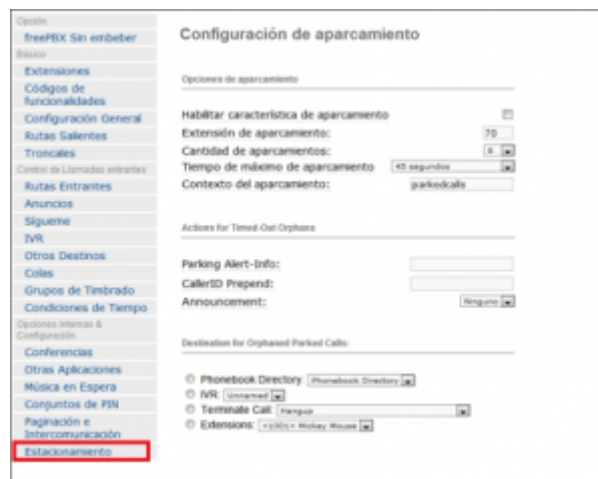 Opción
freePBX Sin embeber
Básico
Extensiones
Códigos de
funcionalidades
Configuración General
Rutas Salientes
Troncales
Control de Llamadas entrantes
Rutas Entrantes
Anuncios
Sígueme
IVR
Otros Destinos
Colas
Grupos de Timbrado
Condiciones de Tiempo
Opciones Internas &
Configuración
Conferencias
Otras Aplicaciones
Música en Espera
Conjuntos de PIN
Paginación e
Intercomunicación
Estacionamiento
Configuración de aparcamiento
Opciones de aparcamiento
Habilitar característica de aparcamiento
Extensión de aparcamiento: 70
Cantidad de aparcamientos: 8
Tiempo de máximo de aparcamiento 45 segundos
Contexto del aparcamiento: parkedcalls
Actions for Timed-Out Orphans
Parking Alert-Info:
CallerID Prepend:
Announcement: Ninguno
Destination for Orphaned Parked Calls:
Phonebook Directory: Phonebook Directory
IVR: Unnamed
Terminate Call: Hangup
Extensions: <1001> Mickey Mouse